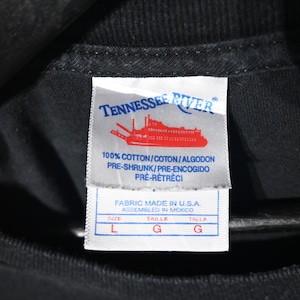 TENNESSEE RIVER®
100% COTTON/COTON/ALGODON
PRE-SHRUNK/PRE-ENCOGIDO
PRÉ-RÉTRÉCI
FABRIC MADE IN U.S.A.
ASSEMBLED IN MEXICO
SIZE TAILLE TALLA
L G G